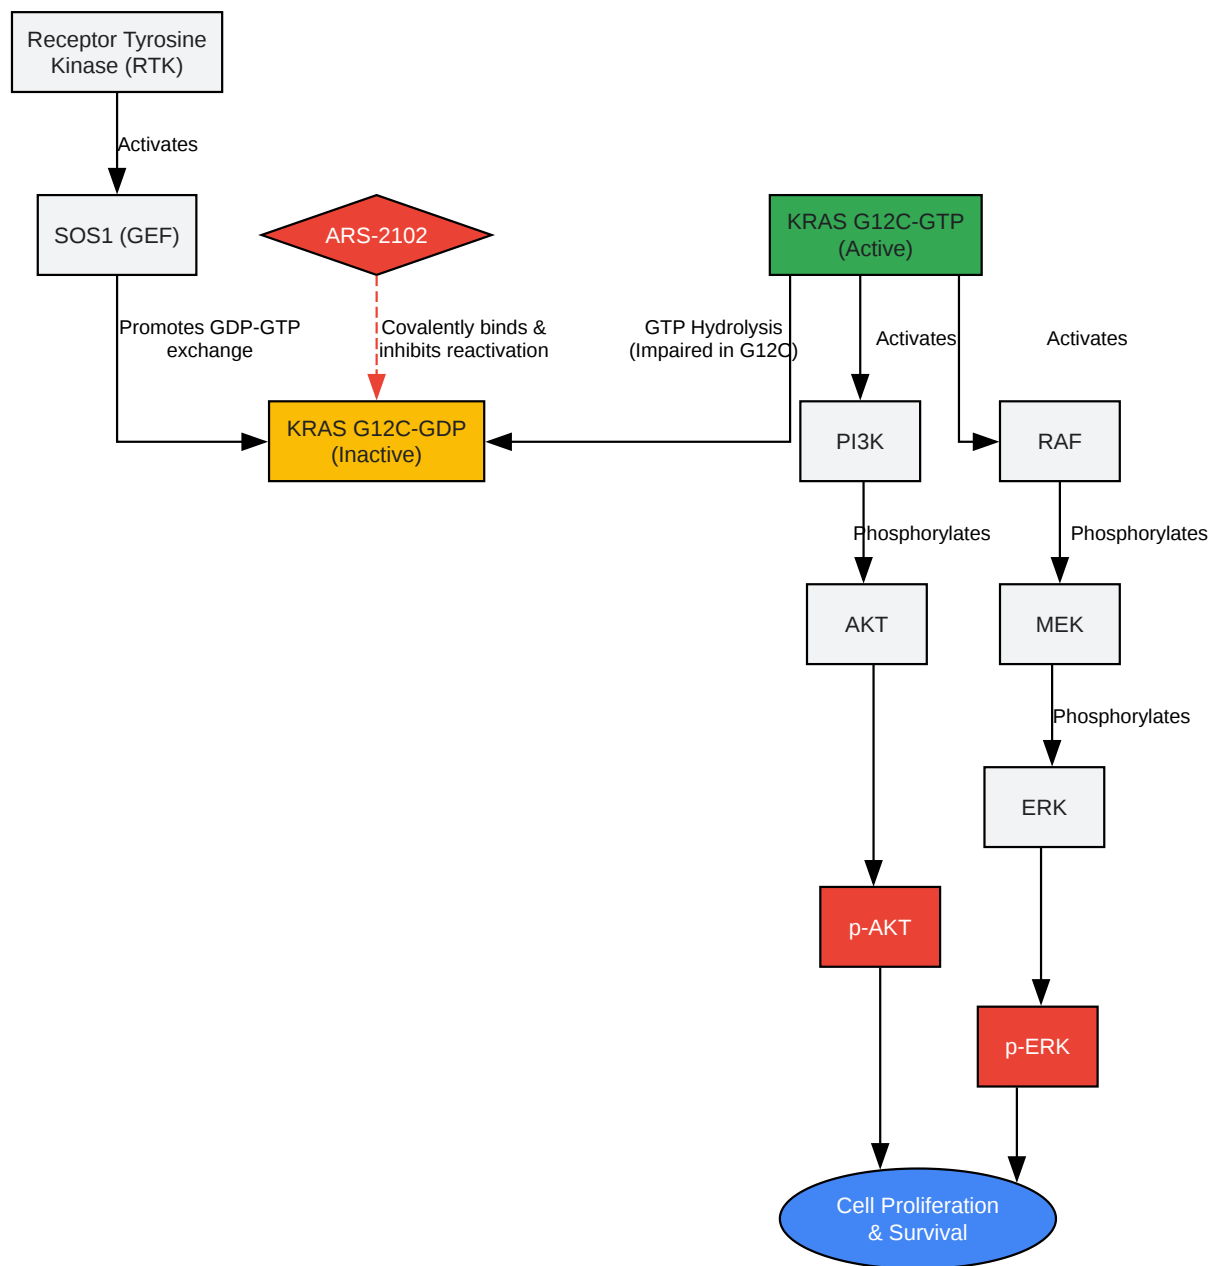 Receptor Tyrosine
Kinase (RTK)
Activates
SOS1 (GEF)
ARS-2102
KRAS G12C-GTP
(Active)
Promotes GDP-GTP
exchange
Covalently binds &
inhibits reactivation
GTP Hydrolysis
(Impaired in G12C)
Activates
Activates
KRAS G12C-GDP
(Inactive)
PI3K
RAF
Phosphorylates
Phosphorylates
AKT
MEK
Phosphorylates
ERK
p-AKT
p-ERK
Cell Proliferation
& Survival